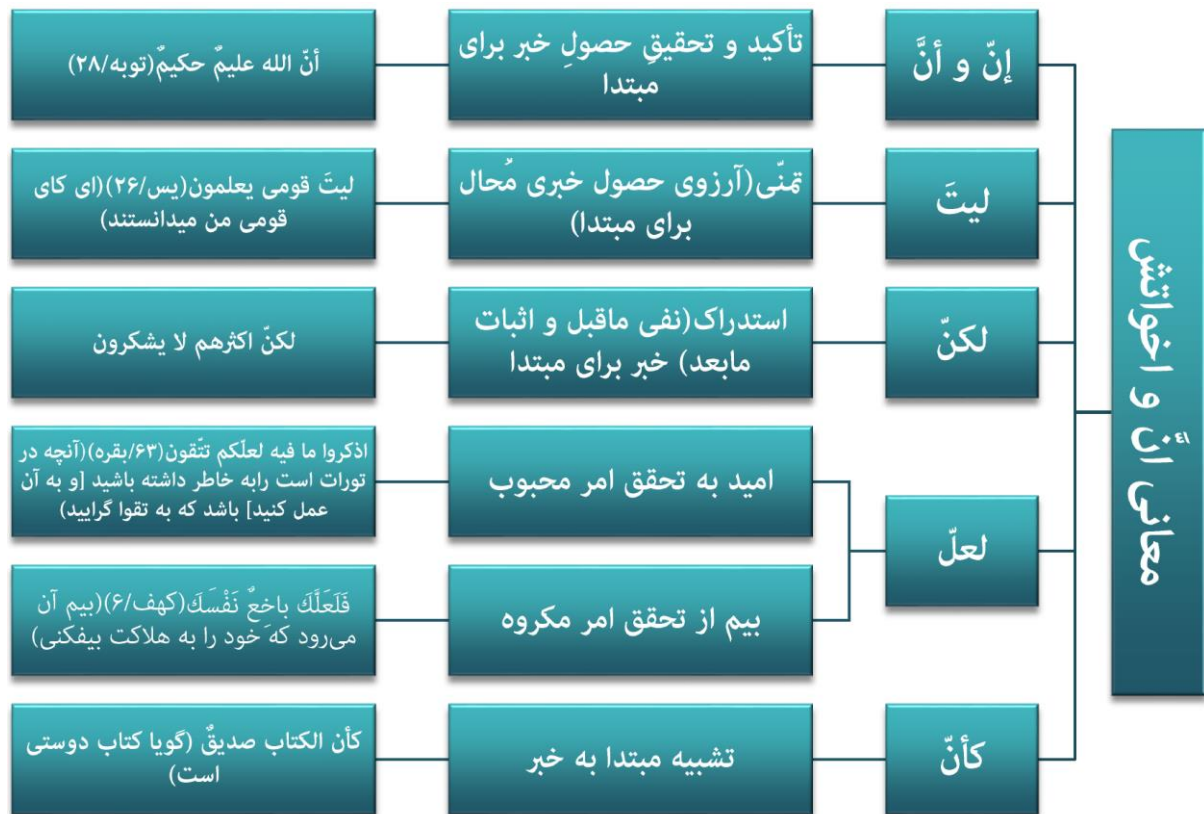 معانی انّ و اخواتش
إنّ و أنَّ
تأکید و تحقیقِ حصولِ خبر برای
مبتدا
أنّ الله علیمٌ حکیمٌ(توبه/۲۸)
لیتَ
تمنّی(آرزوی حصول خبری مُحال
برای مبتدا)
لیتَ قومی یعلمون(یس/۲۶)(ای کای
قومی من میدانستند)
لکنّ
استدراک(نفی ماقبل و اثبات
مابعد) خبر برای مبتدا
لکنّ اکثرهم لا یشکرون
لعلّ
امید به تحقق امر محبوب
اذکروا ما فیه لعلّکم تتّقون(۶۳/بقره)(آنچه در
تورات است رابه خاطر داشته باشید [و به آن
عمل کنید] باشد که به تقوا گرایید)
بیم از تحقق امر مکروه
فَلَعَلَّكَ باخِعٌ نَفْسَكَ(کهف/۶)(بیم آن
می‌رود که خود را به هلاکت بیفکنی)
کأنّ
تشبیه مبتدا به خبر
کأن الکتاب صدیقٌ (گویا کتاب دوستی
است)